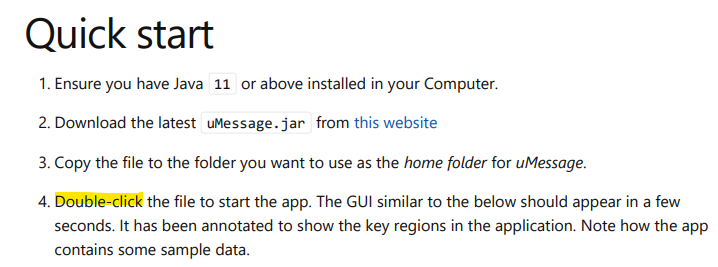 Quick start
1. Ensure you have Java 11 or above installed in your Computer.
2. Download the latest uMessage.jar from this website
3. Copy the file to the folder you want to use as the home folder for uMessage.
4. Double-click the file to start the app. The GUI similar to the below should appear in a few
seconds. It has been annotated to show the key regions in the application. Note how the app
contains some sample data.